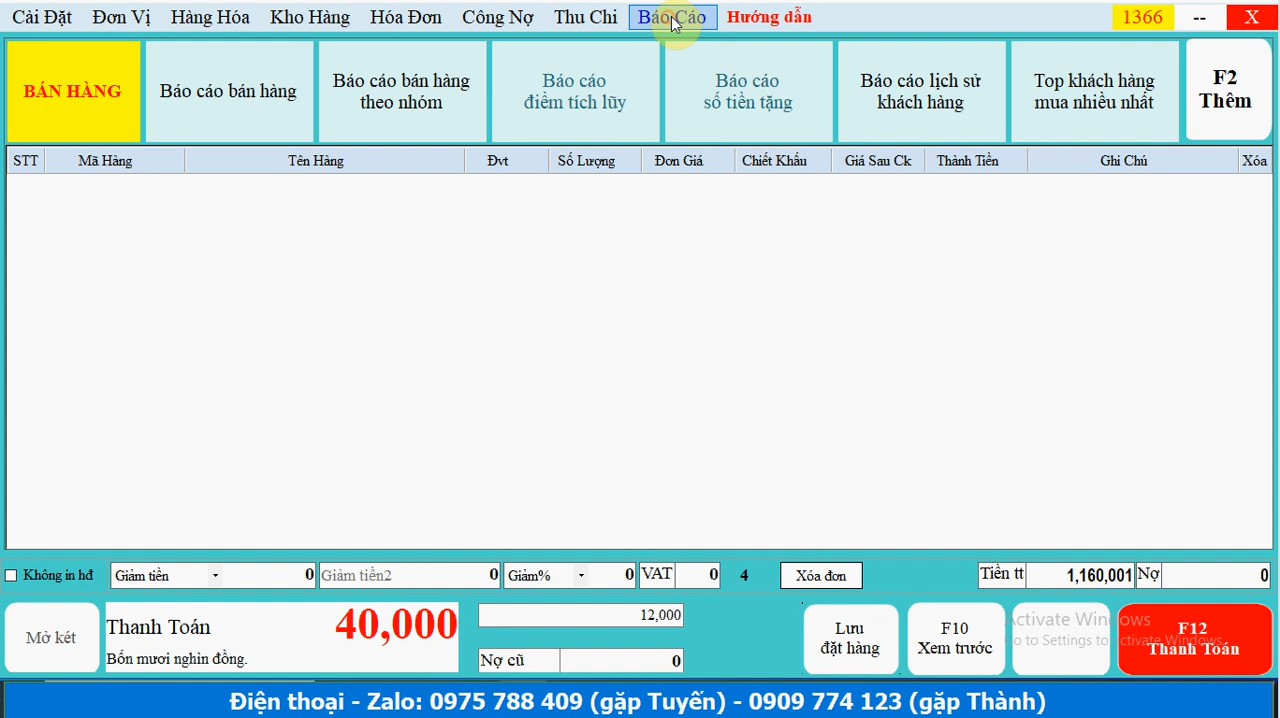 Cài Đặt Đơn Vị Hàng Hóa Kho Hàng Hóa Đơn Công Nợ Thu Chi Báo Cáo Hướng dẫn 1366 -- X
BÁN HÀNG
Báo cáo bán hàng
Báo cáo bán hàng
theo nhóm
Báo cáo
điểm tích lũy
Báo cáo
số tiền tặng
Báo cáo lịch sử
khách hàng
Top khách hàng
mua nhiều nhất
F2
Thêm
STT Mã Hàng Tên Hàng Đvt Số Lượng Đơn Giá Chiết Khấu Giá Sau Ck Thành Tiền Ghi Chú Xóa
Không in hđ Giảm tiền 0 Giảm tiền2 0 Giảm% 0 VAT 0 4 Xóa đơn Tiền tt 1,160,001 Nợ 0
Mở két
Thanh Toán 40,000
Bốn mươi nghìn đồng.
12,000
Nợ cũ 0
Lưu
đặt hàng
F10
Xem trước
F12
Thanh Toán
Activate Windows
Go to Settings to activate Windows.
Điện thoại - Zalo: 0975 788 409 (gặp Tuyến) - 0909 774 123 (gặp Thành)